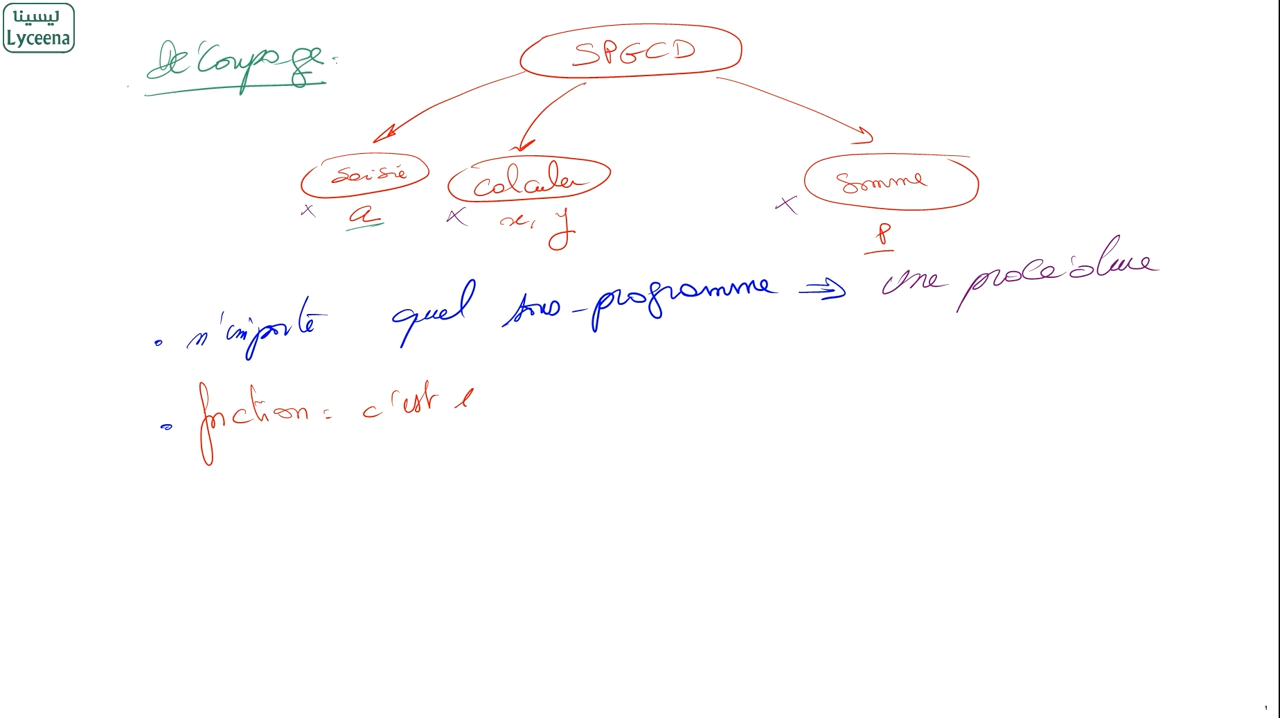 ليسينا
Lyceena
Découpage.
SPGCD
Saisie
calculer
Somme
a
x, y
p
. n'importe quel sous-programme ⇒ une procédure
. fonction : c'est